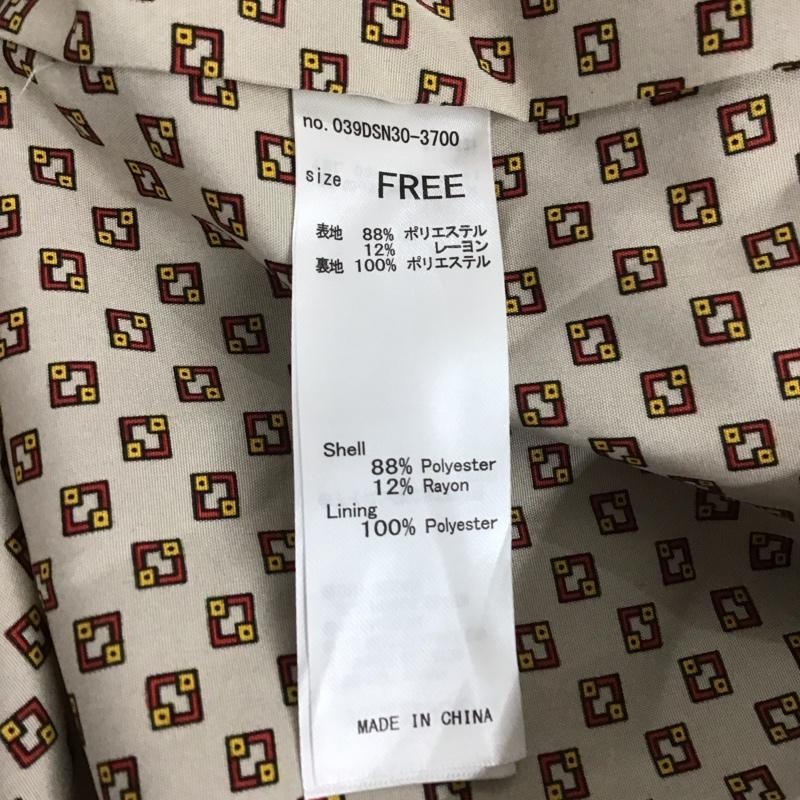 no. 039DSN30-3700
size FREE
表地 88% ポリエステル
12% レーヨン
裏地 100% ポリエステル
Shell
88% Polyester
12% Rayon
Lining
100% Polyester
MADE IN CHINA